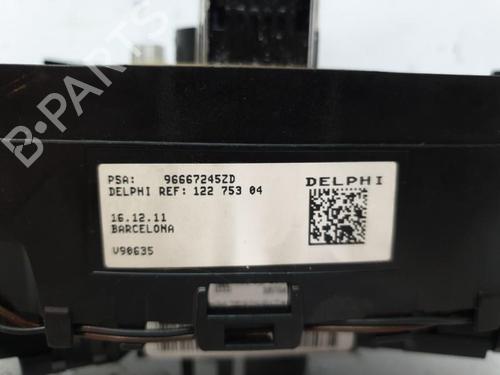 B-PARTS
PSA: 96667245ZD
DELPHI
DELPHI REF: 122 753 04
16.12.11
BARCELONA
V90635